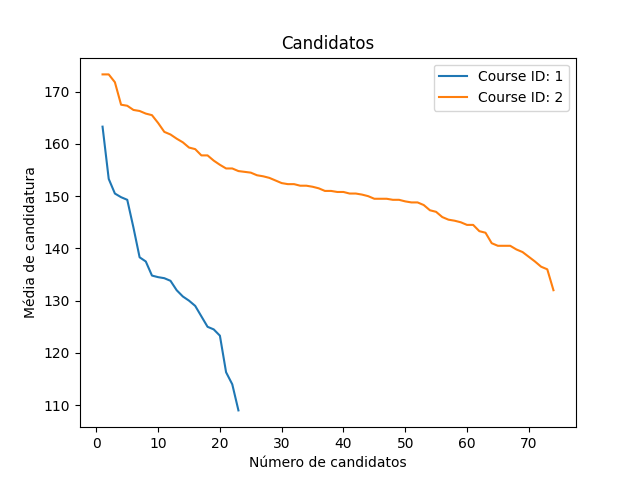 Candidatos
Course ID: 1
Course ID: 2
170
160
150
140
130
120
110
Média de candidatura
0 10 20 30 40 50 60 70
Número de candidatos